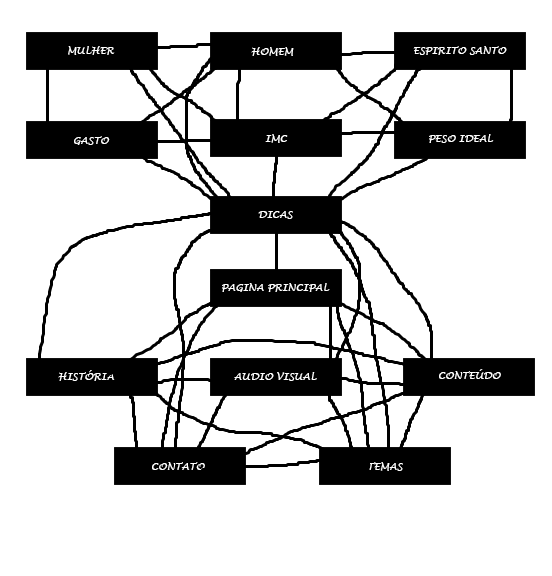 MULHER
HOMEM
ESPIRITO SANTO
GASTO
IMC
PESO IDEAL
DICAS
PAGINA PRINCIPAL
HISTÓRIA
AUDIO VISUAL
CONTEÚDO
CONTATO
TEMAS